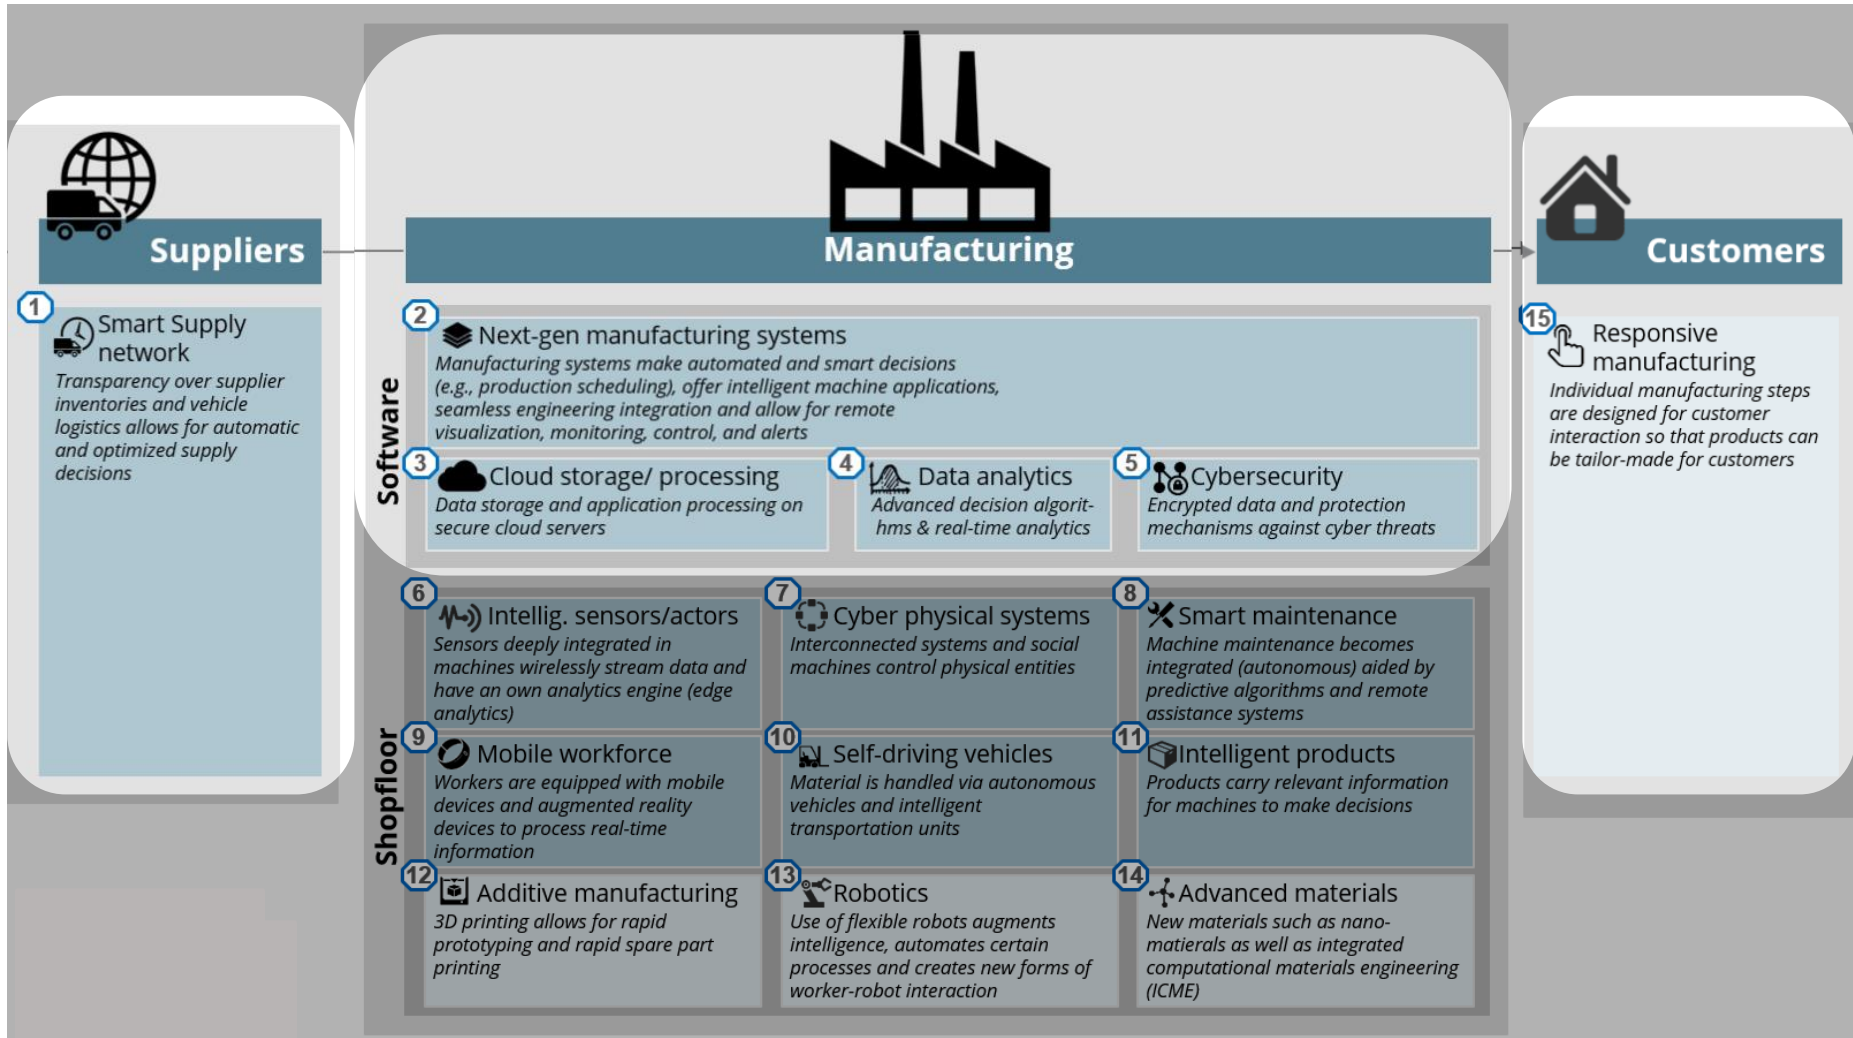 Suppliers
Manufacturing
Customers
1
Smart Supply
network
Transparency over supplier
inventories and vehicle
logistics allows for automatic
and optimized supply
decisions
Software
2
Next-gen manufacturing systems
Manufacturing systems make automated and smart decisions
(e.g., production scheduling), offer intelligent machine applications,
seamless engineering integration and allow for remote
visualization, monitoring, control, and alerts
3
Cloud storage/ processing
Data storage and application processing on
secure cloud servers
4
Data analytics
Advanced decision algorit-
hms & real-time analytics
5
Cybersecurity
Encrypted data and protection
mechanisms against cyber threats
Shopfloor
6
Intellig. sensors/actors
Sensors deeply integrated in
machines wirelessly stream data and
have an own analytics engine (edge
analytics)
7
Cyber physical systems
Interconnected systems and social
machines control physical entities
8
Smart maintenance
Machine maintenance becomes
integrated (autonomous) aided by
predictive algorithms and remote
assistance systems
9
Mobile workforce
Workers are equipped with mobile
devices and augmented reality
devices to process real-time
information
10
Self-driving vehicles
Material is handled via autonomous
vehicles and intelligent
transportation units
11
Intelligent products
Products carry relevant information
for machines to make decisions
12
Additive manufacturing
3D printing allows for rapid
prototyping and rapid spare part
printing
13
Robotics
Use of flexible robots augments
intelligence, automates certain
processes and creates new forms of
worker-robot interaction
14
Advanced materials
New materials such as nano-
matierals as well as integrated
computational materials engineering
(ICME)
15
Responsive
manufacturing
Individual manufacturing steps
are designed for customer
interaction so that products can
be tailor-made for customers